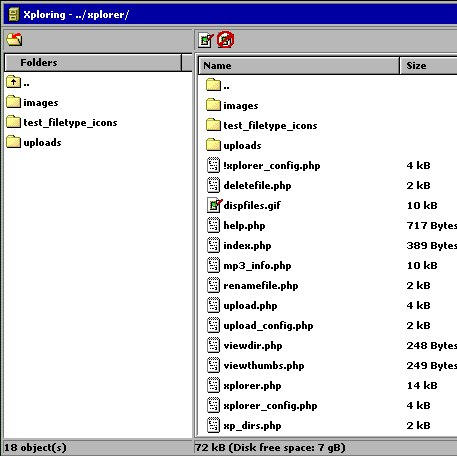 Xploring - ../xplorer/
Folders
..
images
test_filetype_icons
uploads
Name Size
..
images
test_filetype_icons
uploads
!xplorer_config.php 4 kB
deletefile.php 2 kB
dispfiles.gif 10 kB
help.php 717 Bytes
index.php 389 Bytes
mp3_info.php 10 kB
renamefile.php 2 kB
upload.php 4 kB
upload_config.php 2 kB
viewdir.php 248 Bytes
viewthumbs.php 249 Bytes
xplorer.php 14 kB
xplorer_config.php 4 kB
xp_dirs.php 2 kB
18 object(s) 72 kB (Disk free space: 7 gB)